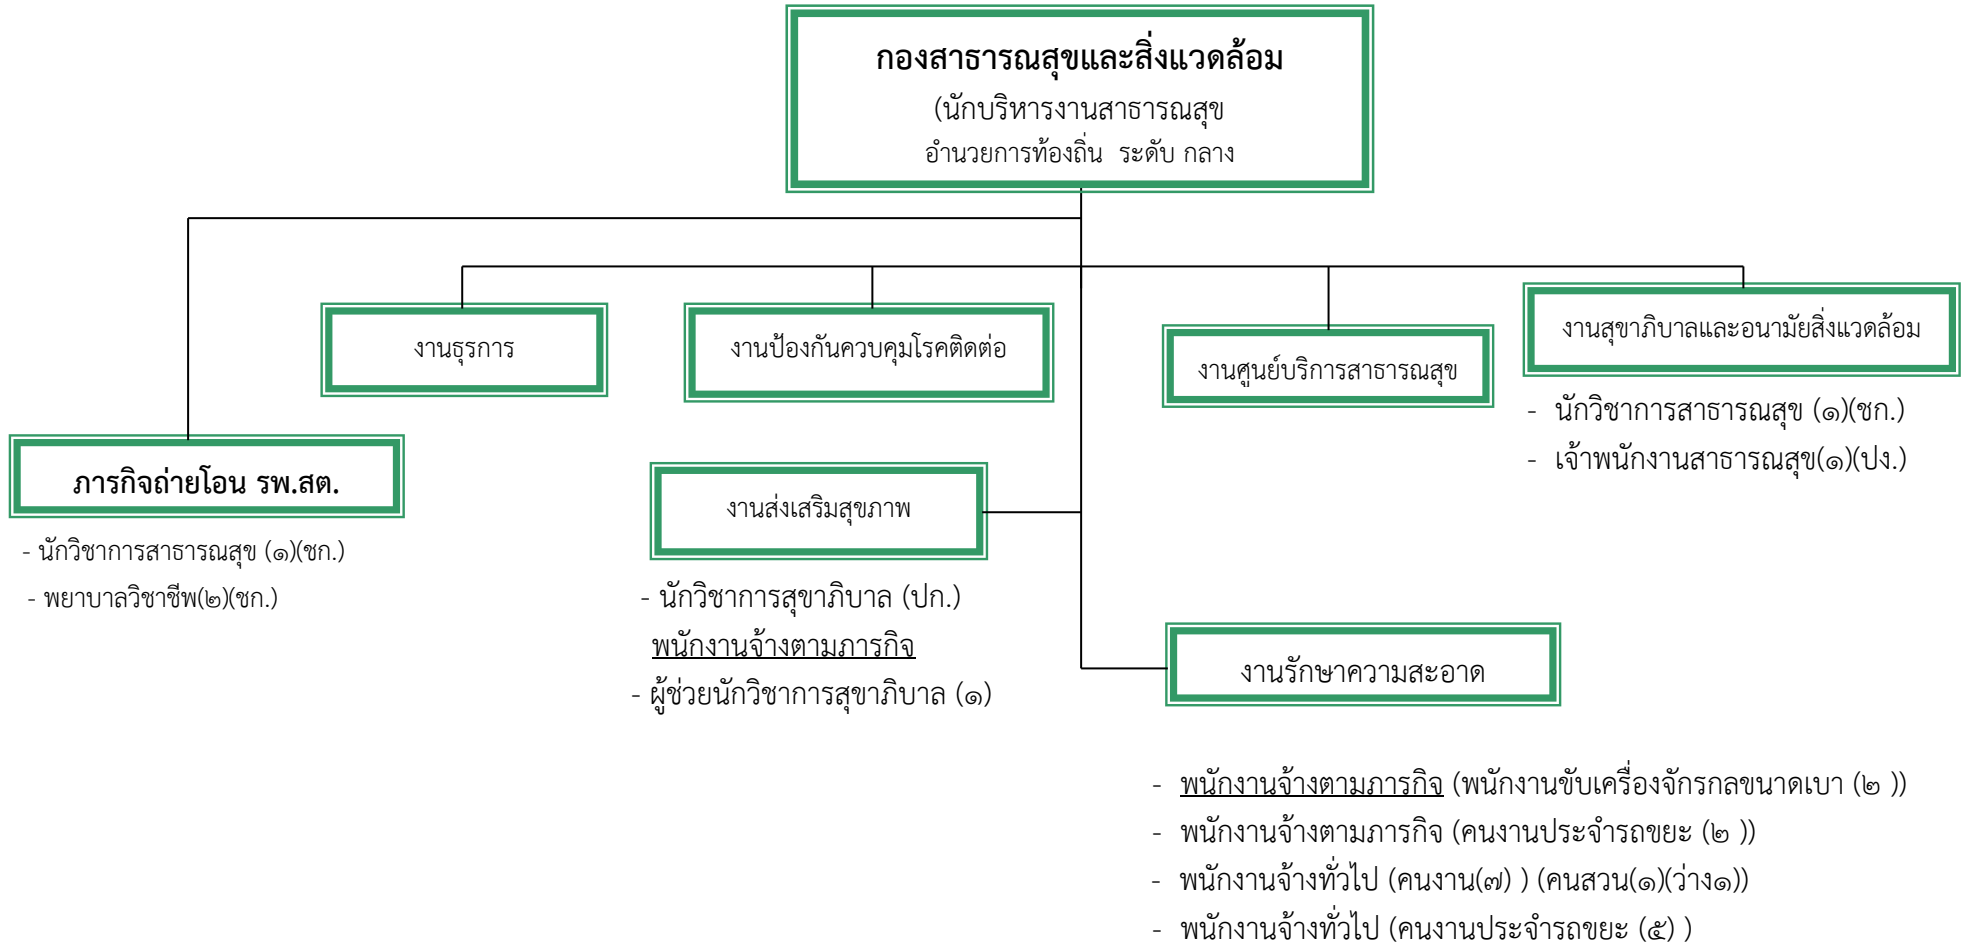 กองสาธารณสุขและสิ่งแวดล้อม
(นักบริหารงานสาธารณสุข
อำนวยการท้องถิ่น ระดับ กลาง
งานธุรการ
งานป้องกันควบคุมโรคติดต่อ
งานศูนย์บริการสาธารณสุข
งานสุขาภิบาลและอนามัยสิ่งแวดล้อม
- นักวิชาการสาธารณสุข (๑)(ชก.)
- เจ้าพนักงานสาธารณสุข(๑)(ปง.)
ภารกิจถ่ายโอน รพ.สต.
- นักวิชาการสาธารณสุข (๑)(ชก.)
- พยาบาลวิชาชีพ(๒)(ชก.)
งานส่งเสริมสุขภาพ
- นักวิชาการสุขาภิบาล (ปก.)
พนักงานจ้างตามภารกิจ
- ผู้ช่วยนักวิชาการสุขาภิบาล (๑)
งานรักษาความสะอาด
- พนักงานจ้างตามภารกิจ (พนักงานขับเครื่องจักรกลขนาดเบา (๒ ))
- พนักงานจ้างตามภารกิจ (คนงานประจำรถขยะ (๒ ))
- พนักงานจ้างทั่วไป (คนงาน(๗) ) (คนสวน(๑)(ว่าง๑))
- พนักงานจ้างทั่วไป (คนงานประจำรถขยะ (๕) )